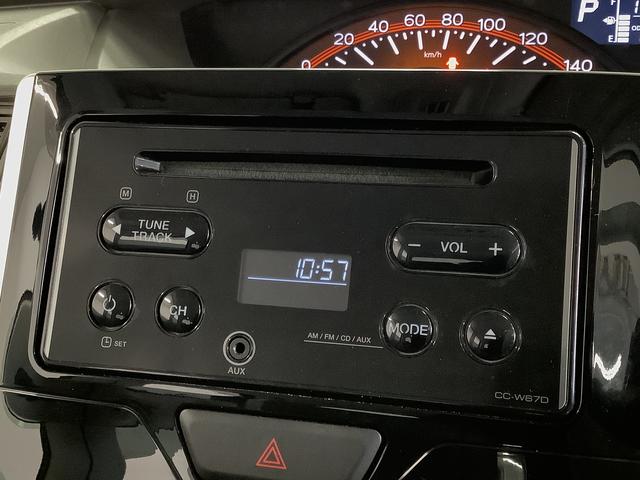 0 20 40 60 80 100 120 140
km/h
P
F
E
M H
TUNE
TRACK
- VOL +
10:57
CH
MODE
SET
AM / FM / CD / AUX
AUX
CC-W67D